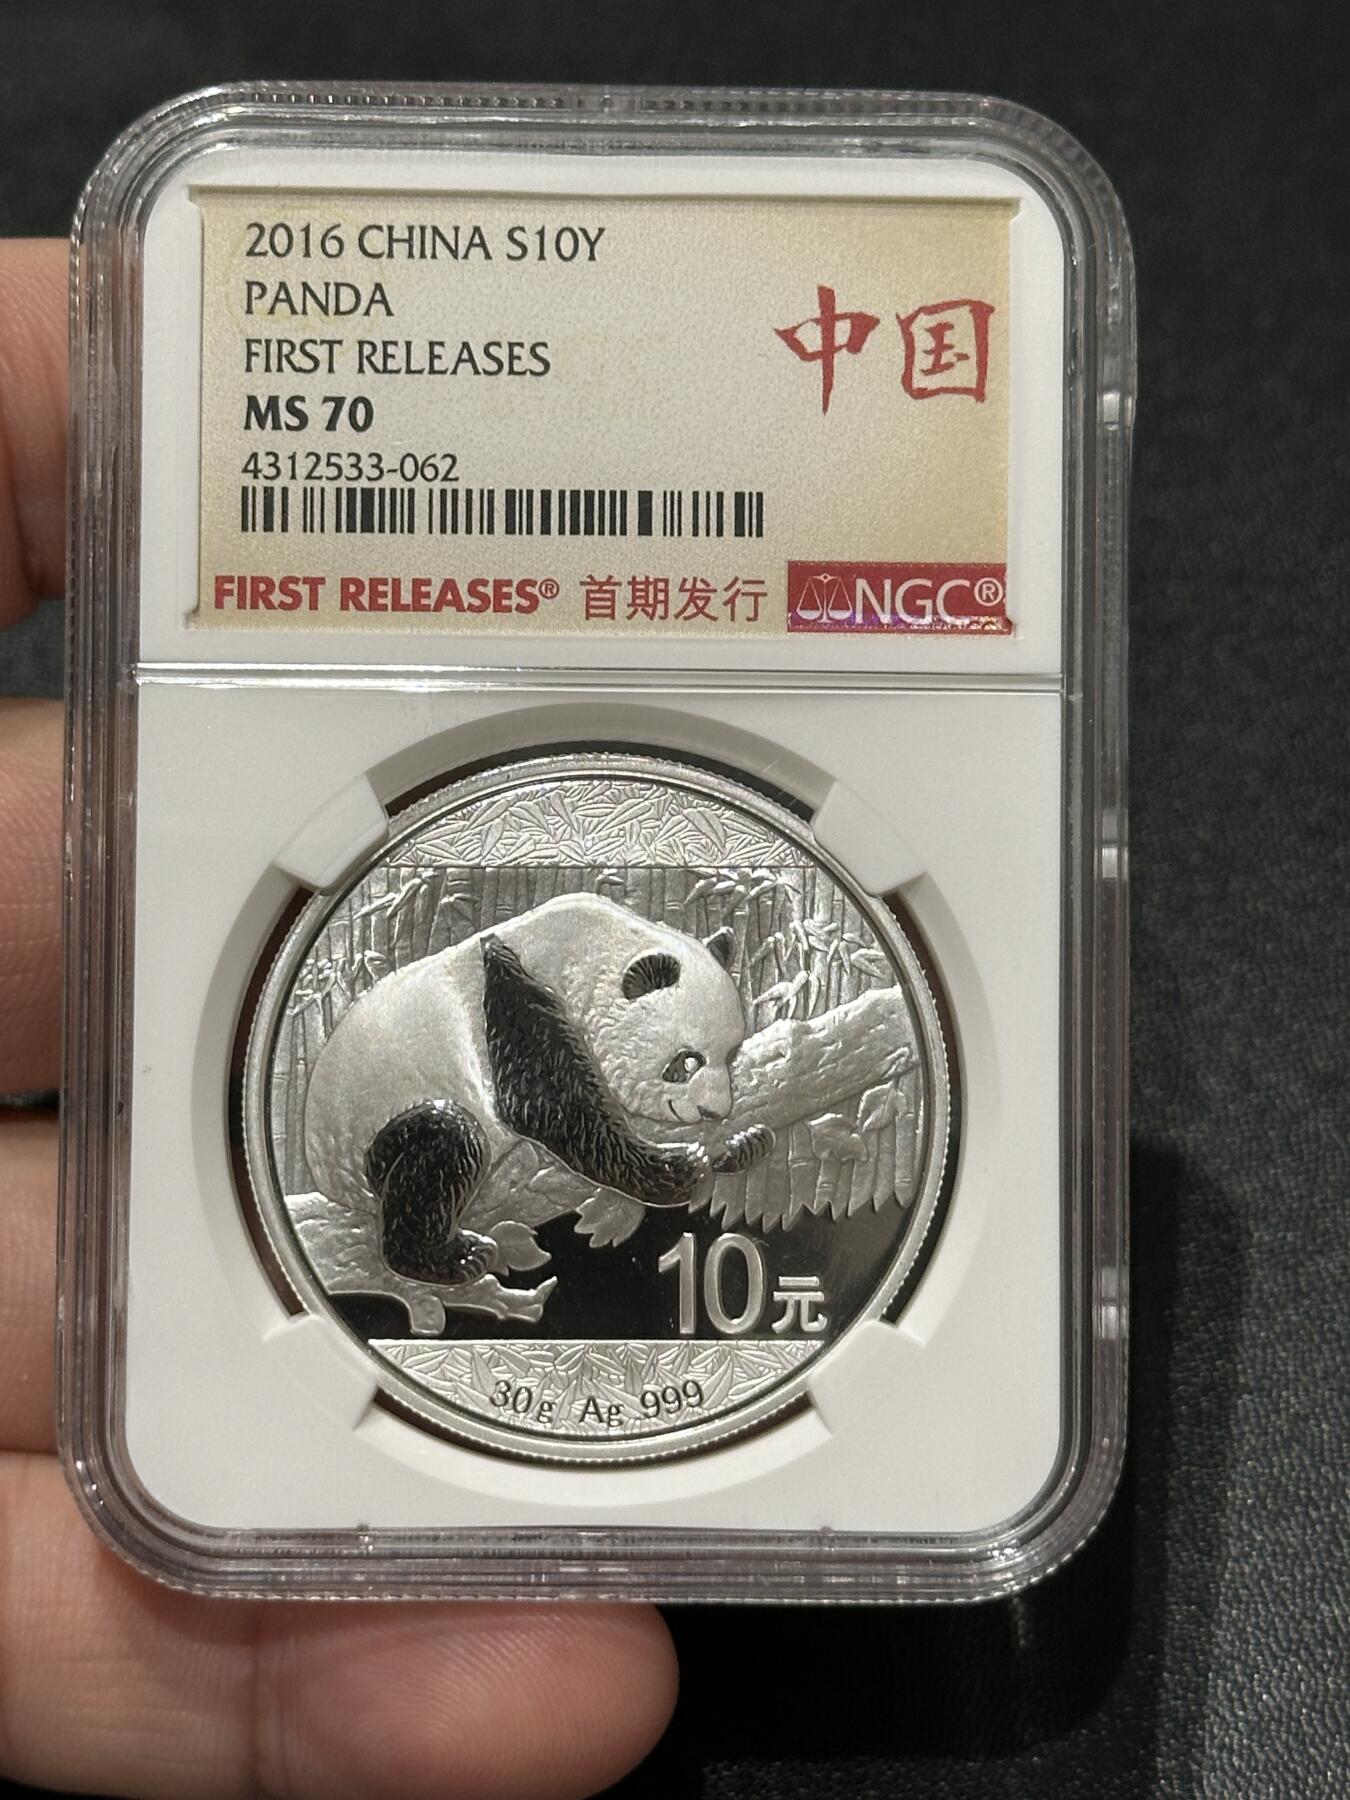 2016 CHINA S10Y
PANDA
FIRST RELEASES
MS 70
4312533-062
中国
FIRST RELEASES® 首期发行 NGC®
10元
30g Ag .999